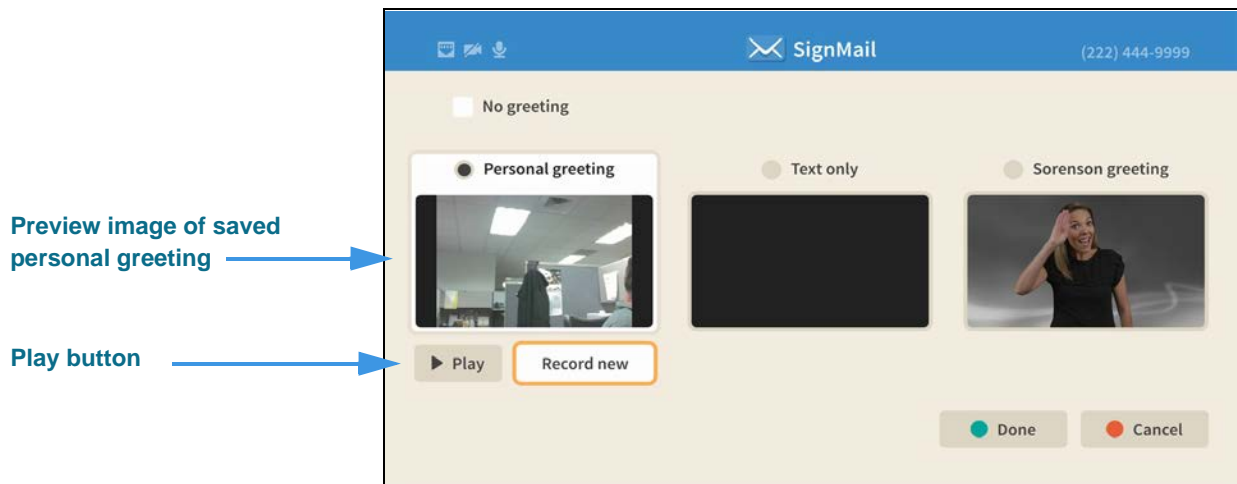 SignMail
(222) 444-9999
No greeting
Personal greeting
Text only
Sorenson greeting
Preview image of saved
personal greeting
Play button
Play
Record new
Done
Cancel